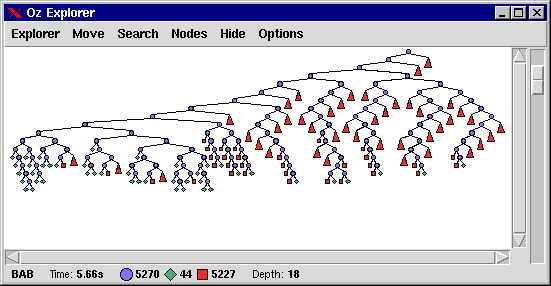 Oz Explorer
Explorer Move Search Nodes Hide Options
BAB Time: 5.66s 5270 44 5227 Depth: 18